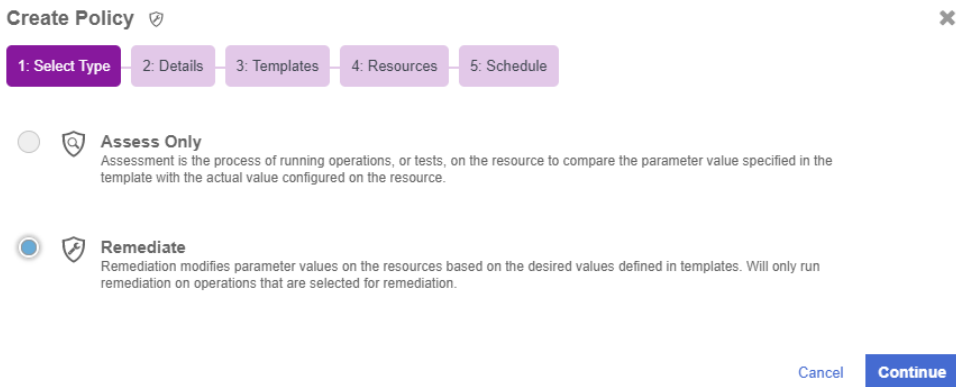 Create Policy
1: Select Type
2: Details
3: Templates
4: Resources
5: Schedule
Assess Only
Assessment is the process of running operations, or tests, on the resource to compare the parameter value specified in the
template with the actual value configured on the resource.
Remediate
Remediation modifies parameter values on the resources based on the desired values defined in templates. Will only run
remediation on operations that are selected for remediation.
Cancel
Continue